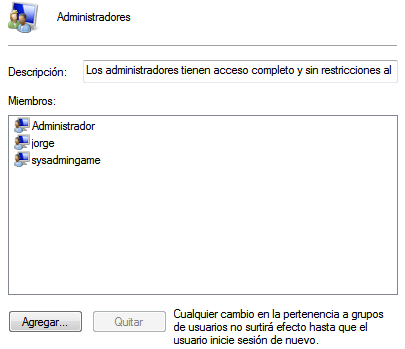 Administradores
Descripción: Los administradores tienen acceso completo y sin restricciones al
Miembros:
Administrador
jorge
sysadmingame
Agregar... Quitar
Cualquier cambio en la pertenencia a grupos
de usuarios no surtirá efecto hasta que el
usuario inicie sesión de nuevo.